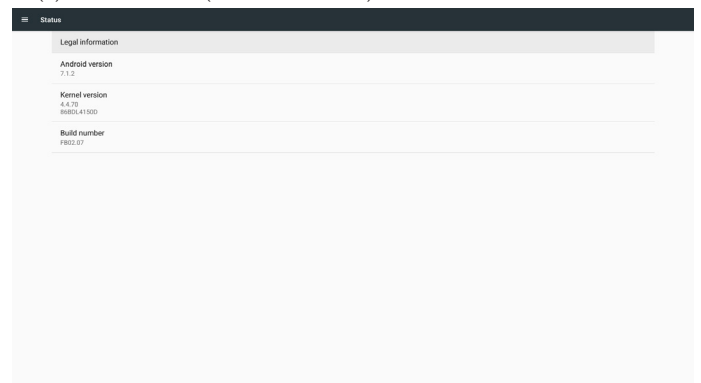 Status
Legal information
Android version
7.1.2
Kernel version
4.4.70
86BDL4150D
Build number
FB02.07